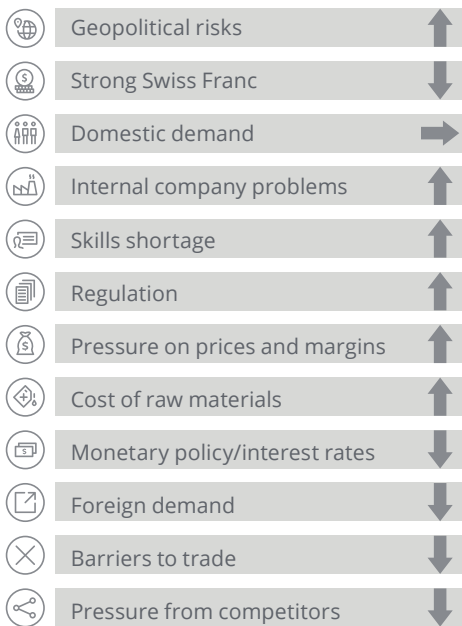 Geopolitical risks
Strong Swiss Franc
Domestic demand
Internal company problems
Skills shortage
Regulation
Pressure on prices and margins
Cost of raw materials
Monetary policy/interest rates
Foreign demand
Barriers to trade
Pressure from competitors